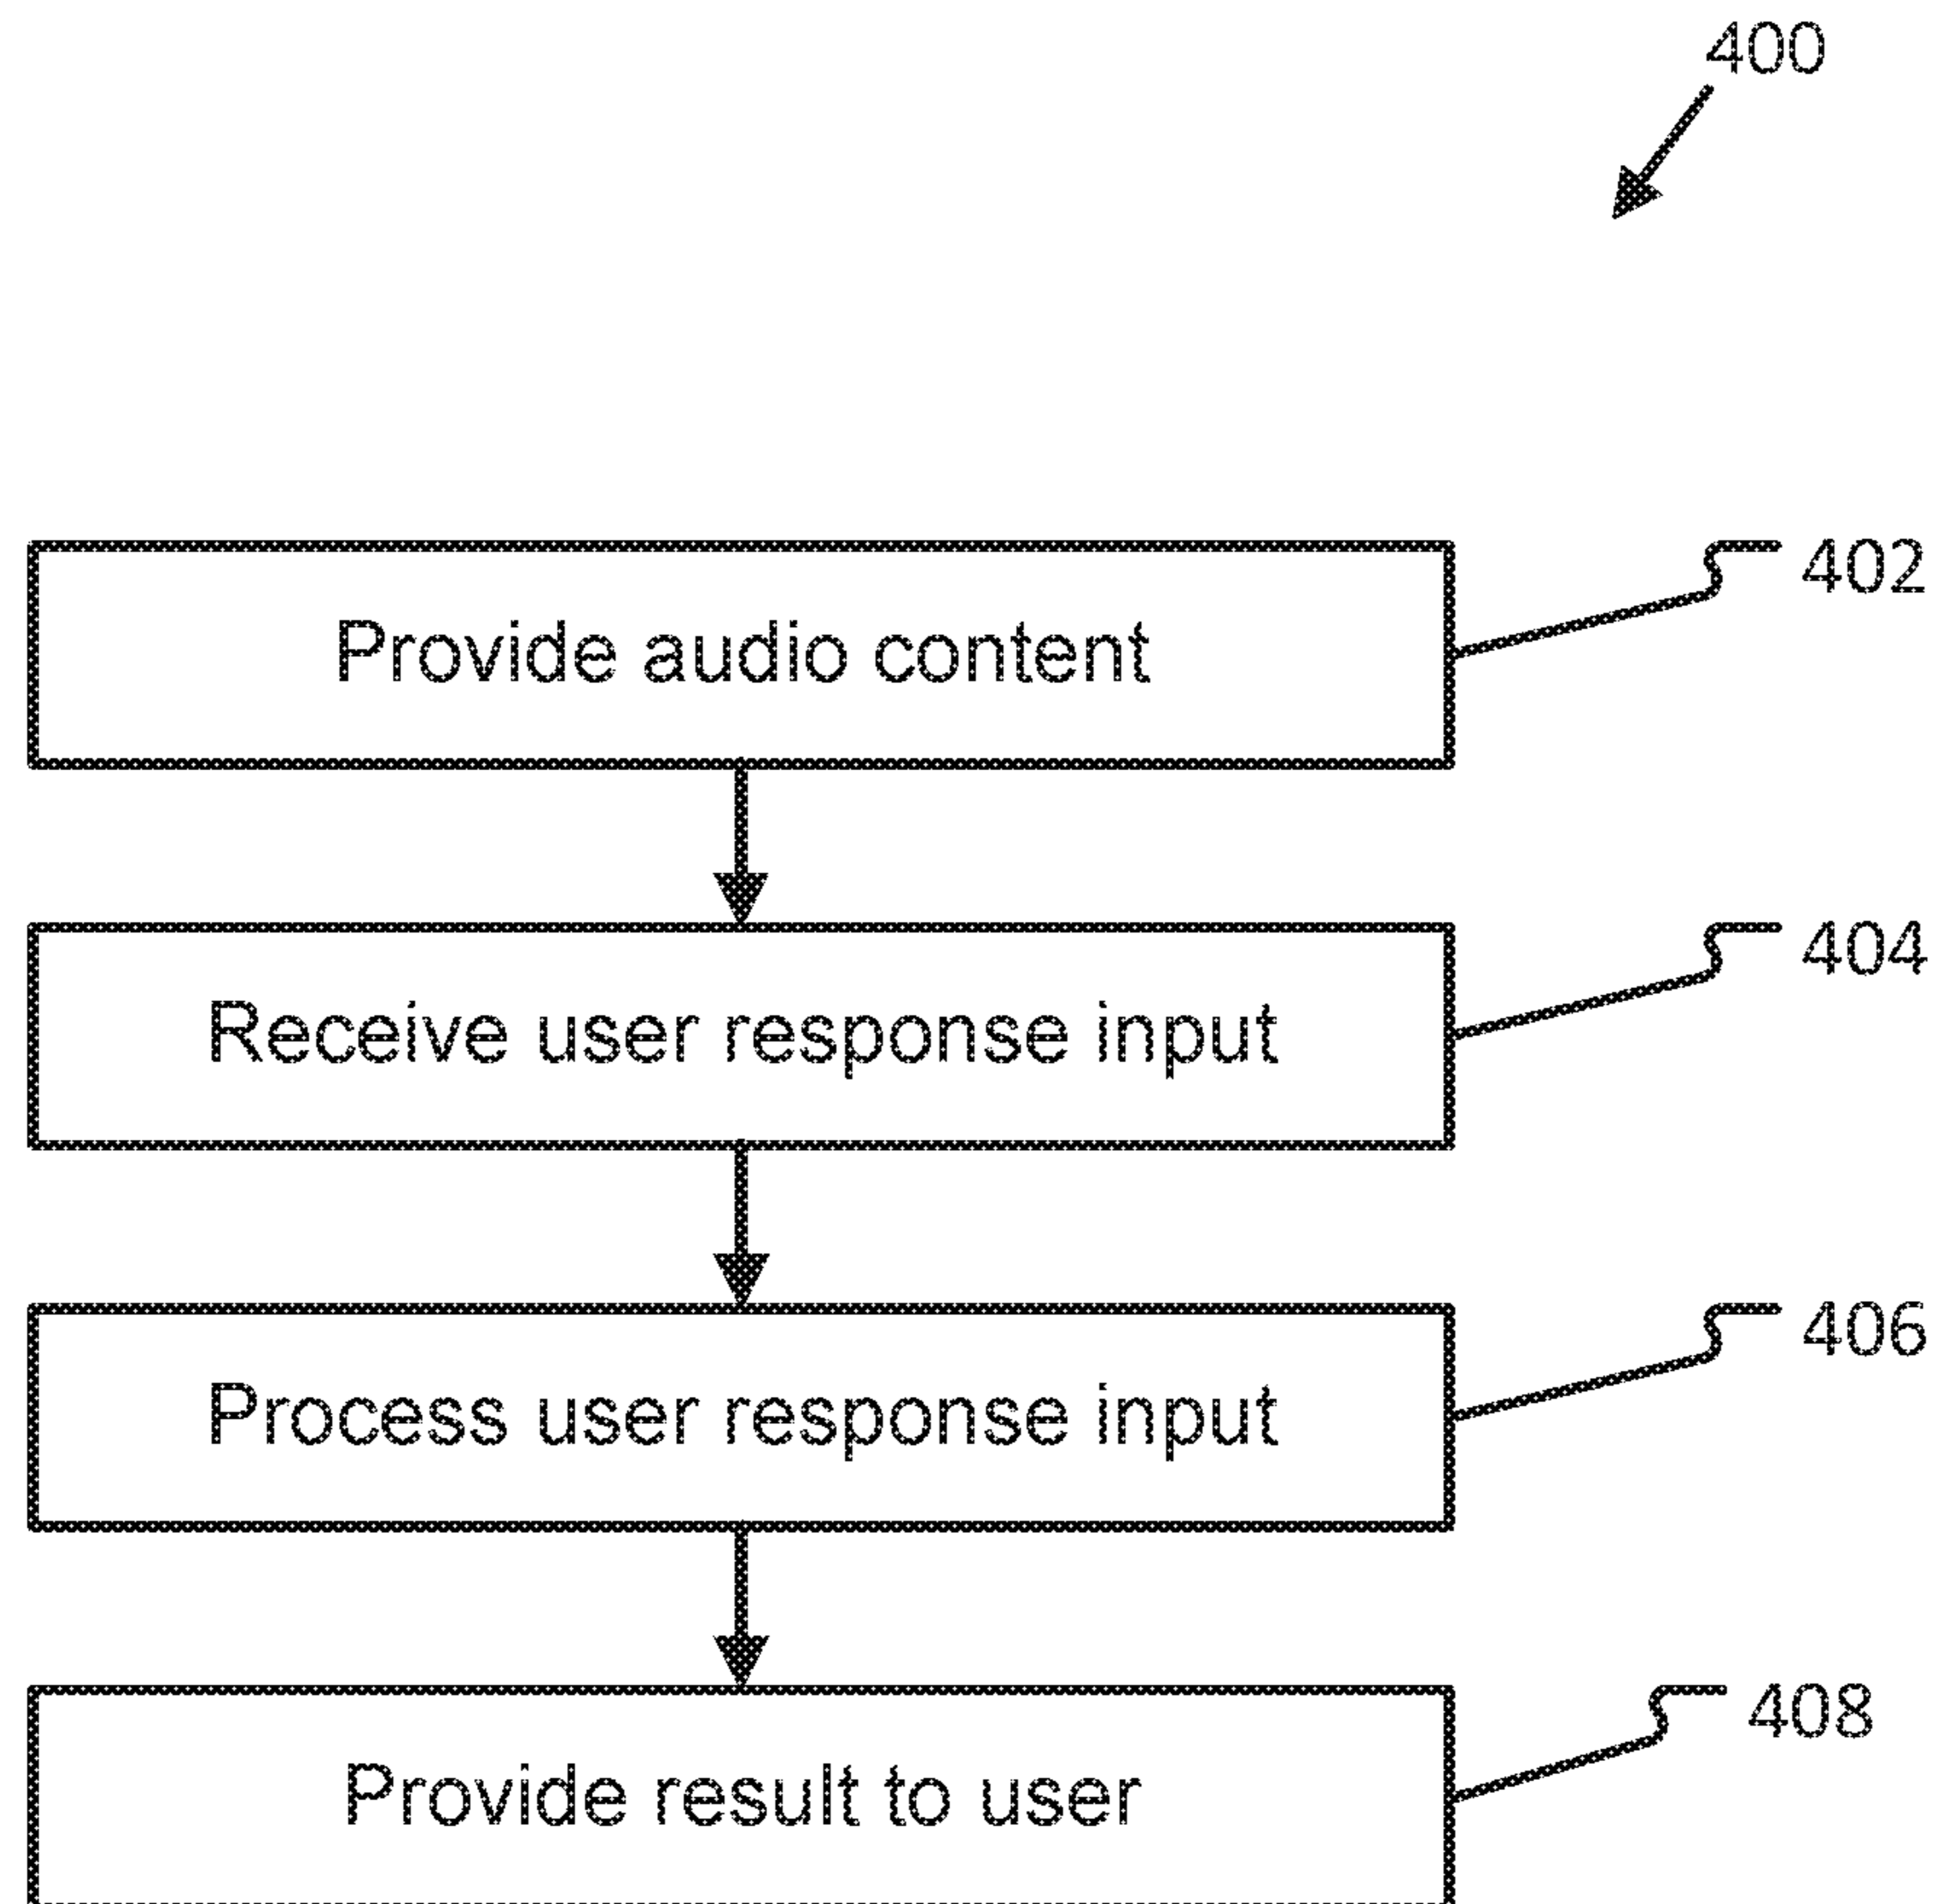 400
Provide audio content
402
Receive user response input
404
Process user response input
406
Provide result to user
408